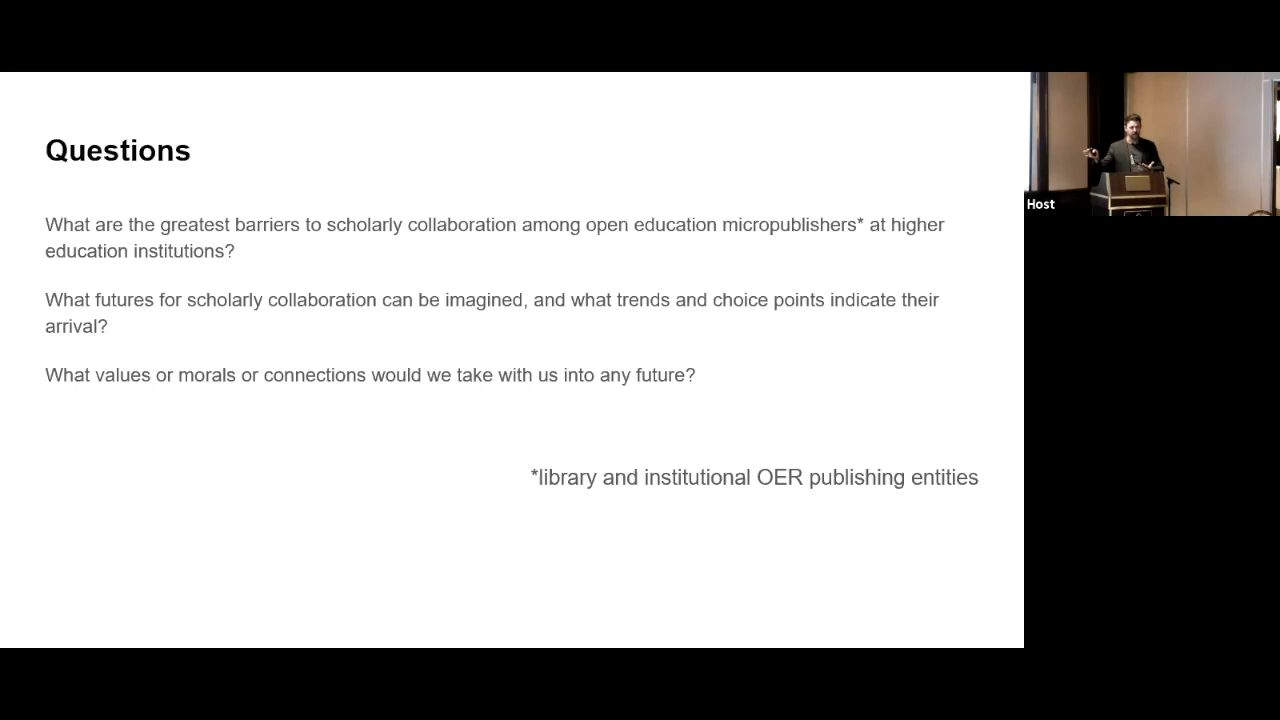 Questions
What are the greatest barriers to scholarly collaboration among open education micropublishers* at higher
education institutions?
What futures for scholarly collaboration can be imagined, and what trends and choice points indicate their
arrival?
What values or morals or connections would we take with us into any future?
*library and institutional OER publishing entities
Host